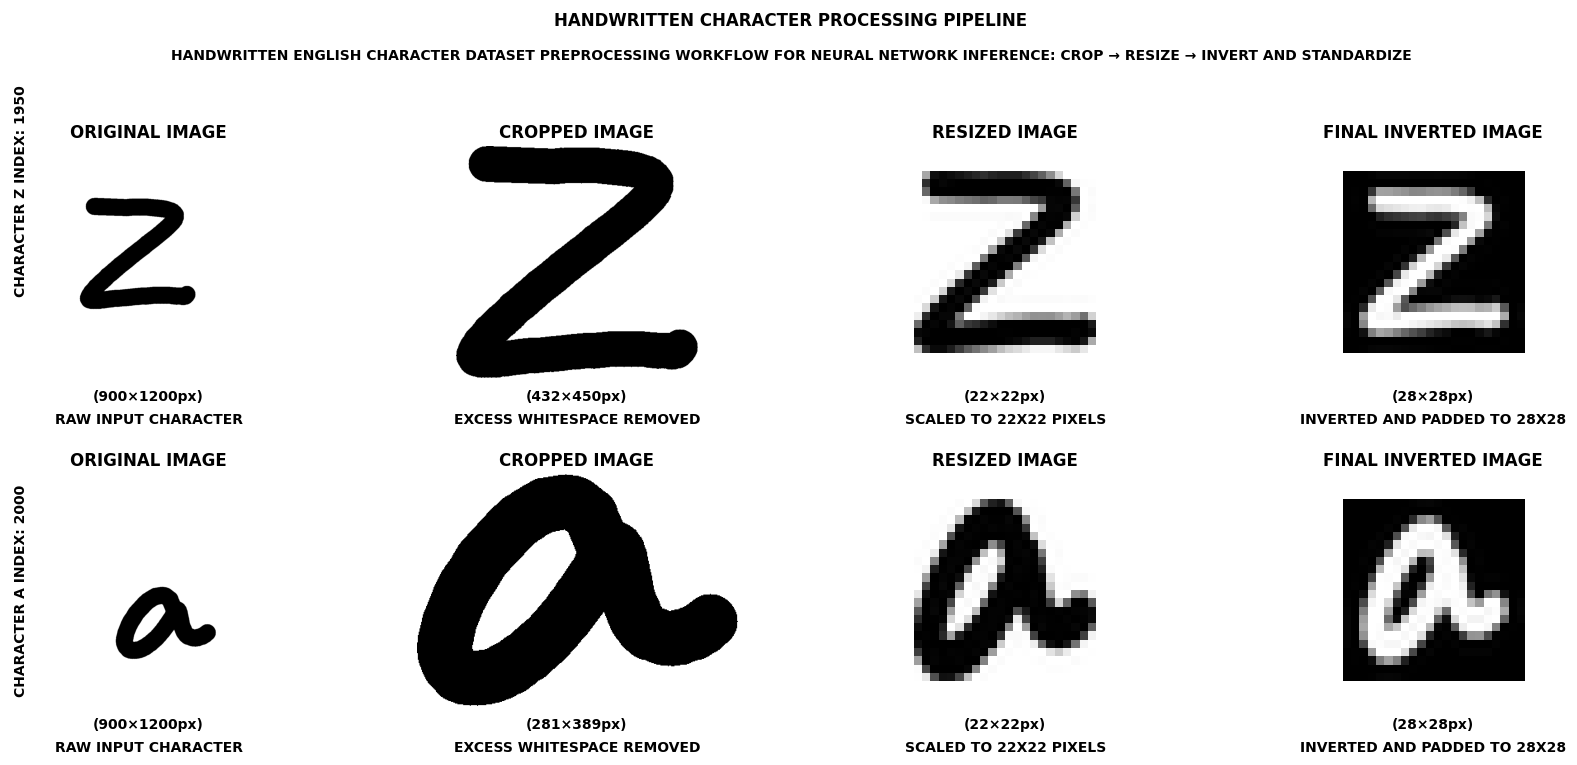 HANDWRITTEN CHARACTER PROCESSING PIPELINE
HANDWRITTEN ENGLISH CHARACTER DATASET PREPROCESSING WORKFLOW FOR NEURAL NETWORK INFERENCE: CROP → RESIZE → INVERT AND STANDARDIZE
CHARACTER Z INDEX: 1950
ORIGINAL IMAGE
CROPPED IMAGE
RESIZED IMAGE
FINAL INVERTED IMAGE
Z
Z
Z
Z
(900×1200px)
(432×450px)
(22×22px)
(28×28px)
RAW INPUT CHARACTER
EXCESS WHITESPACE REMOVED
SCALED TO 22X22 PIXELS
INVERTED AND PADDED TO 28X28
CHARACTER A INDEX: 2000
ORIGINAL IMAGE
CROPPED IMAGE
RESIZED IMAGE
FINAL INVERTED IMAGE
a
a
a
a
(900×1200px)
(281×389px)
(22×22px)
(28×28px)
RAW INPUT CHARACTER
EXCESS WHITESPACE REMOVED
SCALED TO 22X22 PIXELS
INVERTED AND PADDED TO 28X28